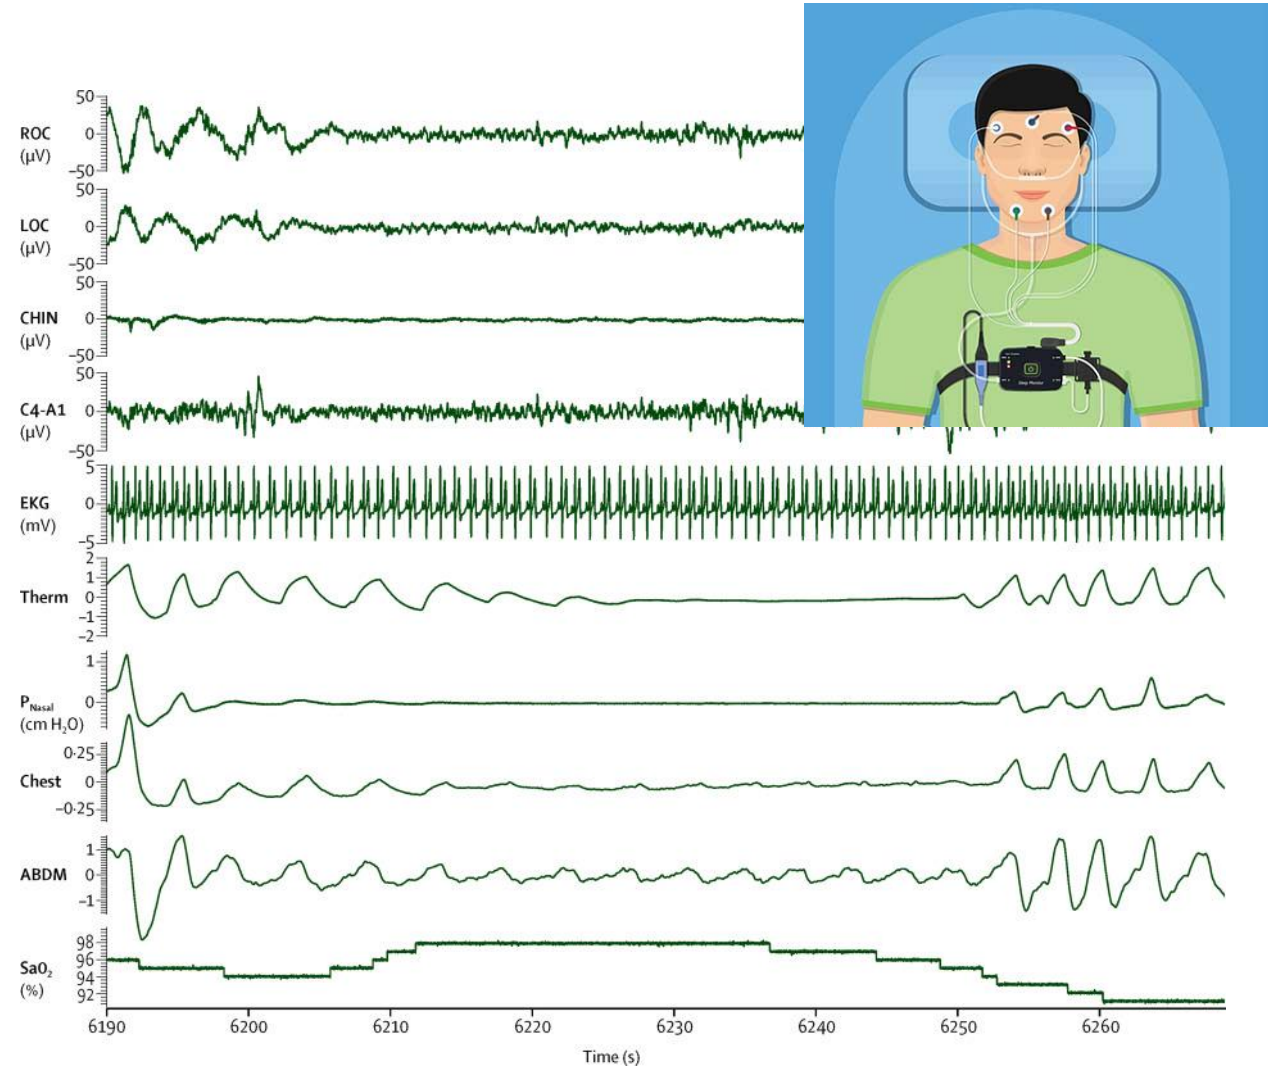 50
ROC
0
(µV)
−50
50
LOC
0
(µV)
−50
50
CHIN
0
(µV)
−50
50
C4-A1
0
(µV)
−50
5
EKG
0
(mV)
−5
2
1
Therm
0
−1
−2
1
P Nasal
0
(cm H2O)
0·25
Chest
0
−0·25
1
ABDM
0
−1
98
96
SaO2
94
(%)
92
6190 6200 6210 6220 6230 6240 6250 6260
Time (s)
Sleep Monitor